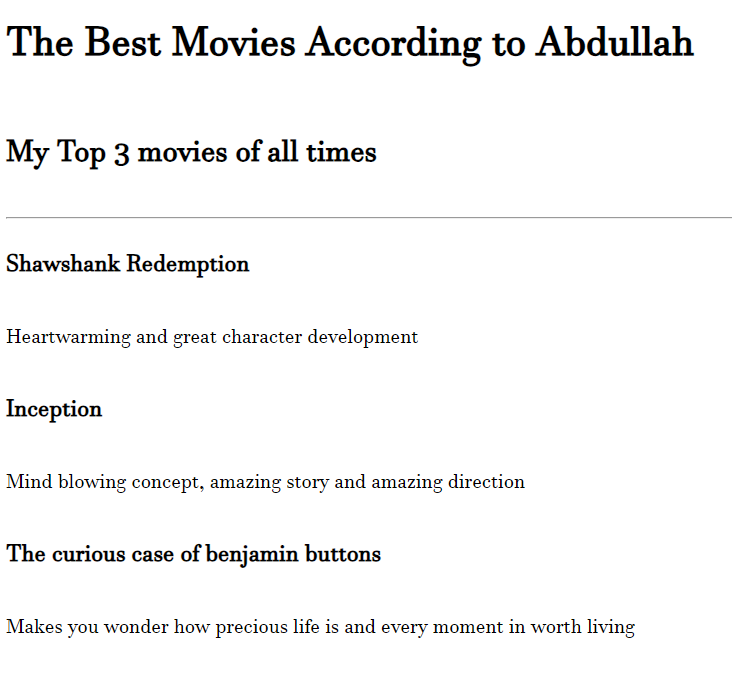 The Best Movies According to Abdullah
My Top 3 movies of all times
Shawshank Redemption
Heartwarming and great character development
Inception
Mind blowing concept, amazing story and amazing direction
The curious case of benjamin buttons
Makes you wonder how precious life is and every moment in worth living